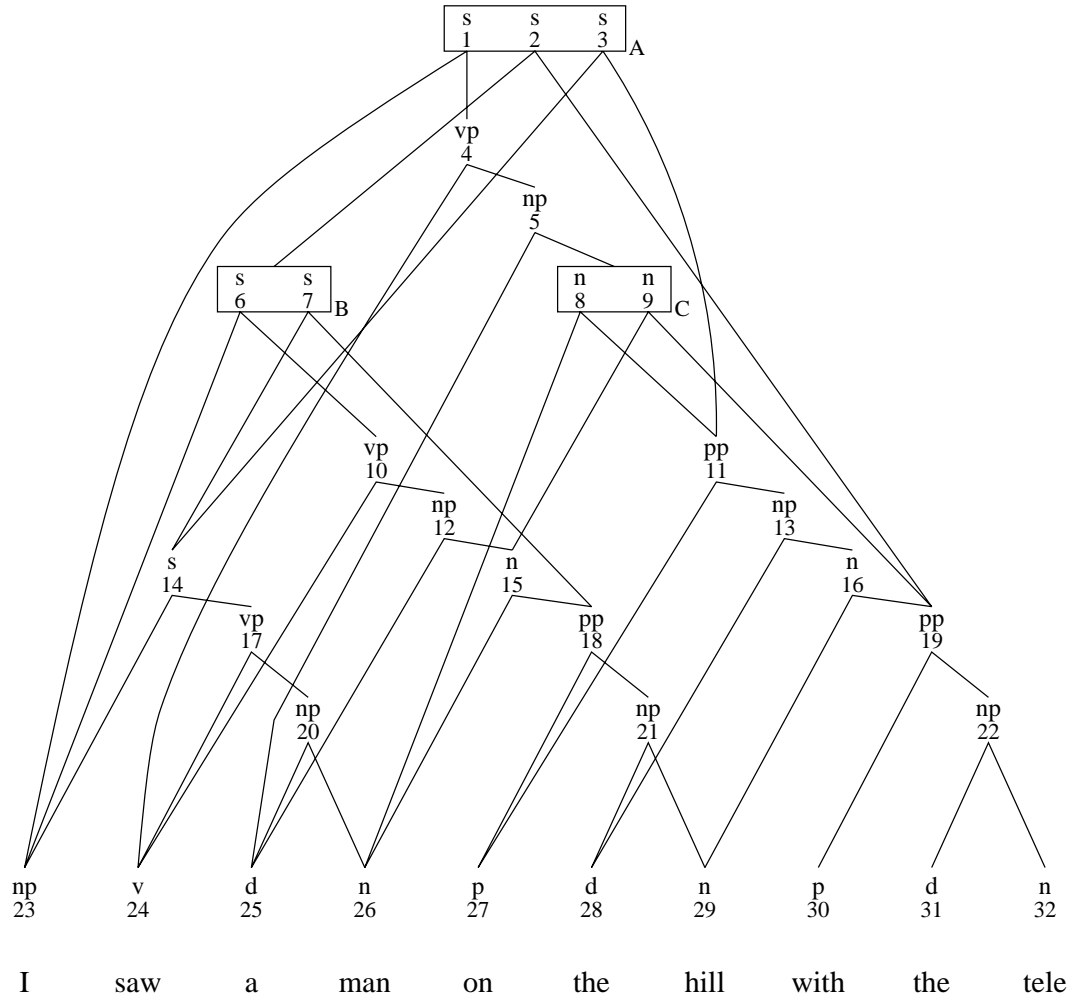 s s s
1 2 3 A
vp
4
np
5
s s n n
6 7 B 8 9 C
vp pp
10 11
np np
12 13
s n n
14 15 16
vp pp pp
17 18 19
np np np
20 21 22
np v d n p d n p d n
23 24 25 26 27 28 29 30 31 32
I saw a man on the hill with the tele